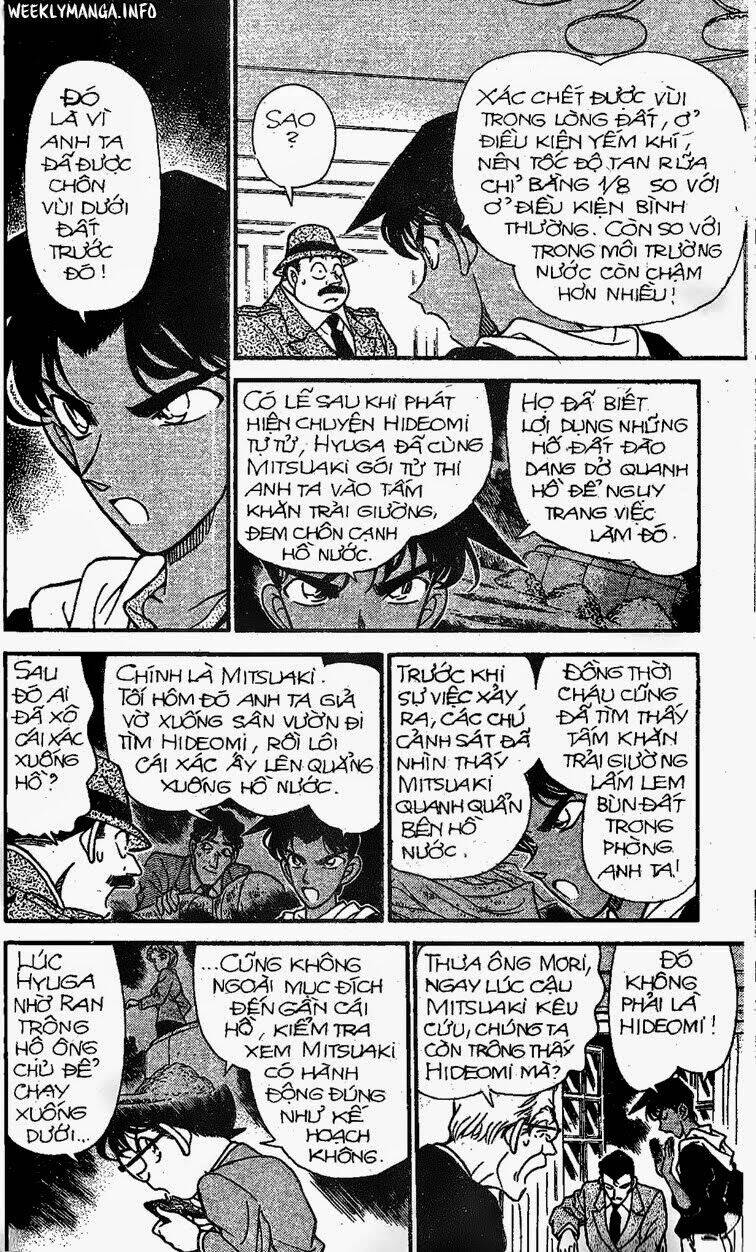 WEEKLYMANGA.INFO
XÁC CHẾT ĐƯỢC VÙI
TRONG LÒNG ĐẤT, Ở
ĐIỀU KIỆN YẾM KHÍ,
NÊN TỐC ĐỘ TAN RỮA
CHỈ BẰNG 1/8 SO VỚI
Ở ĐIỀU KIỆN BÌNH
THƯỜNG. CÒN SO VỚI
TRONG MÔI TRƯỜNG
NƯỚC CÒN CHẬM
HƠN NHIỀU!
SAO
?
ĐÓ
LÀ VÌ
ANH TA
ĐÃ ĐƯỢC
CHÔN
VÙI DƯỚI
ĐẤT
TRƯỚC
ĐÓ!
HỌ ĐÃ BIẾT
LỢI DỤNG NHỮNG
HỐ ĐẤT ĐÀO
DANG DỞ QUANH
HỒ ĐỂ NGUY
TRANG VIỆC
LÀM ĐÓ.
CÓ LẼ SAU KHI PHÁT
HIỆN CHUYỆN HIDEOMI
TỰ TỬ, HYUGA ĐÃ CÙNG
MITSUAKI GÓI TỬ THI
ANH TA VÀO TẤM
KHĂN TRẢI GIƯỜNG,
ĐEM CHÔN CẠNH
HỒ NƯỚC.
ĐỒNG THỜI
CHÁU CŨNG
ĐÃ TÌM THẤY
TẤM KHĂN
TRẢI GIƯỜNG
LẤM LEM
BÙN ĐẤT
TRONG
PHÒNG
ANH TA!
TRƯỚC KHI
SỰ VIỆC XẢY
RA, CÁC CHÚ
CẢNH SÁT ĐÃ
NHÌN THẤY
MITSUAKI
QUANH QUẨN
BÊN HỒ
NƯỚC.
CHÍNH LÀ MITSUAKI.
TỐI HÔM ĐÓ ANH TA GIẢ
VỜ XUỐNG SÂN VƯỜN ĐI
TÌM HIDEOMI, RỒI LÔI
CÁI XÁC ẤY LÊN QUẲNG
XUỐNG HỒ NƯỚC.
SAU
ĐÓ AI
ĐÃ XÔ
CÁI XÁC
XUỐNG
HỒ?
ĐÓ
KHÔNG
PHẢI LÀ
HIDEOMI!
THƯA ÔNG MORI,
NGAY LÚC CẬU
MITSUAKI KÊU
CỨU, CHÚNG TA
CÒN TRÔNG THẤY
HIDEOMI MÀ?
...CŨNG KHÔNG
NGOÀI MỤC ĐÍCH
ĐẾN GẦN CÁI
HỒ, KIỂM TRA
XEM MITSUAKI
CÓ HÀNH
ĐỘNG ĐÚNG
NHƯ KẾ
HOẠCH
KHÔNG.
LÚC
HYUGA
NHỜ RAN
TRÔNG
HỘ ÔNG
CHỦ ĐỂ
CHẠY
XUỐNG
DƯỚI...